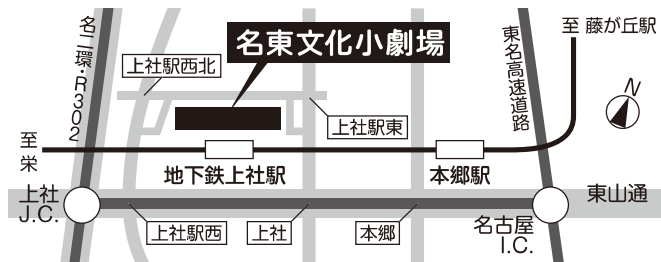 名二環・R302
上社駅西北
名東文化小劇場
上社駅東
東名高速道路
至 藤が丘駅
N
至
栄
地下鉄上社駅
本郷駅
上社
J.C.
上社駅西
上社
本郷
名古屋
I.C.
東山通